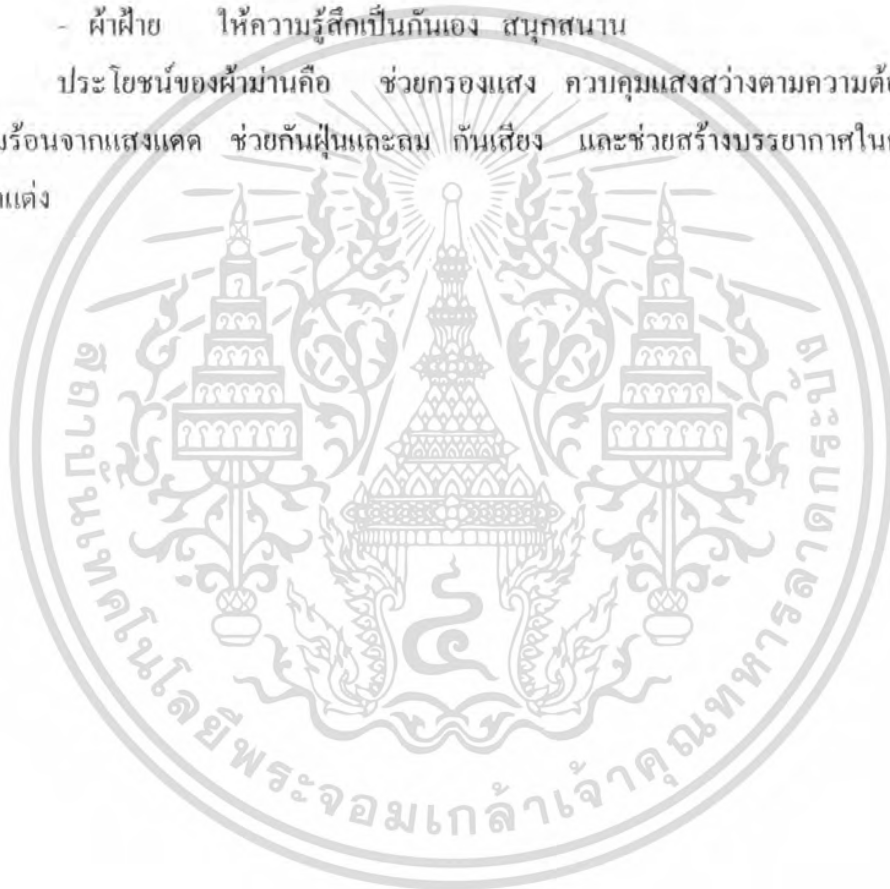 - ผ้าฝ้าย ให้ความรู้สึกเป็นกันเอง สนุกสนาน
ประโยชน์ของผ้าม่านคือ ช่วยกรองแสง ควบคุมแสงสว่างตามความต้อ
มร้อนจากแสงแดด ช่วยกันฝุ่นและลม กันเสียง และช่วยสร้างบรรยากาศใน
แต่ง
สถาบันเทคโนโลยีพระจอมเกล้าเจ้าคุณทหารลาดกระบัง
๔